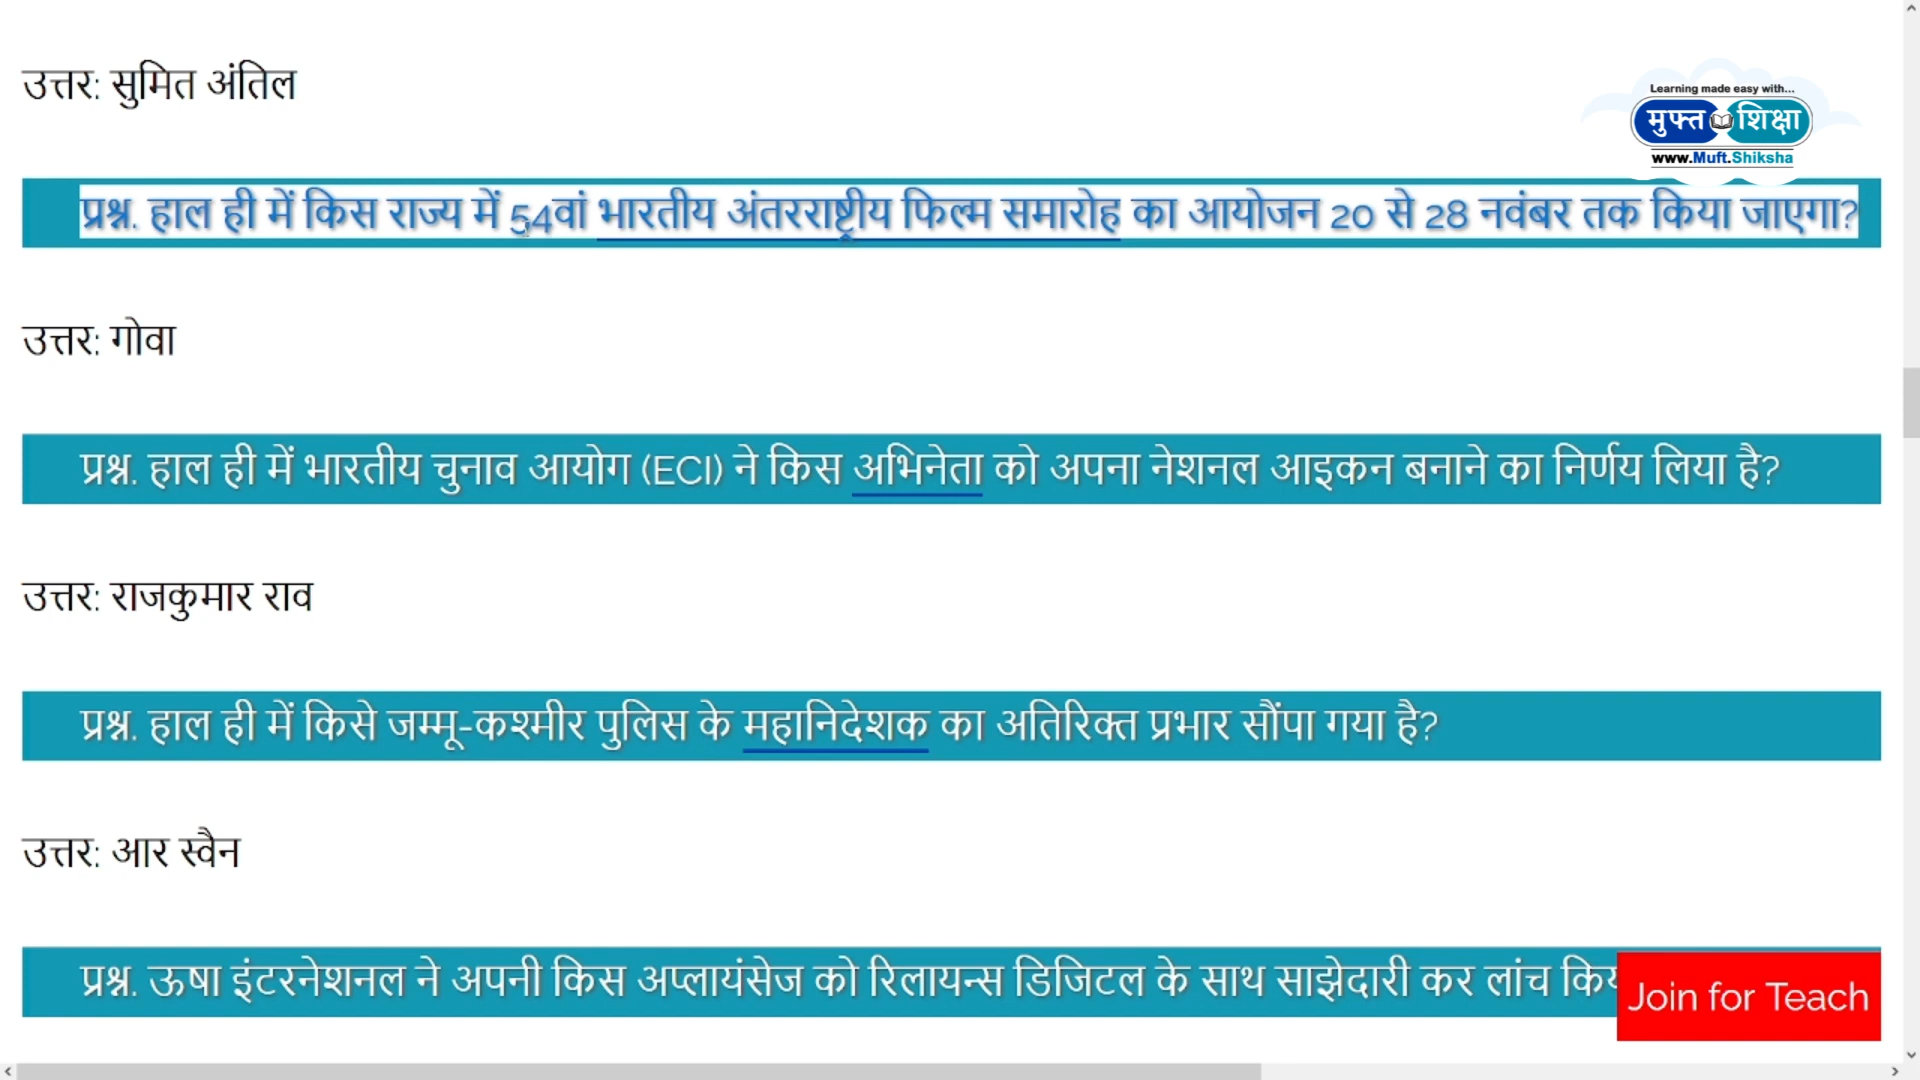 उत्तर: सुमित अंतिल
Learning made easy with...
मुफ्त शिक्षा
www.Muft.Shiksha
प्रश्न. हाल ही में किस राज्य में 54वां भारतीय अंतरराष्ट्रीय फिल्म समारोह का आयोजन 20 से 28 नवंबर तक किया जाएगा?
उत्तर: गोवा
प्रश्न. हाल ही में भारतीय चुनाव आयोग (ECI) ने किस अभिनेता को अपना नेशनल आइकन बनाने का निर्णय लिया है?
उत्तर: राजकुमार राव
प्रश्न. हाल ही में किसे जम्मू-कश्मीर पुलिस के महानिदेशक का अतिरिक्त प्रभार सौंपा गया है?
उत्तर: आर स्वैन
प्रश्न. ऊषा इंटरनेशनल ने अपनी किस अप्लायंसेज को रिलायन्स डिजिटल के साथ साझेदारी कर लांच
Join for Teach